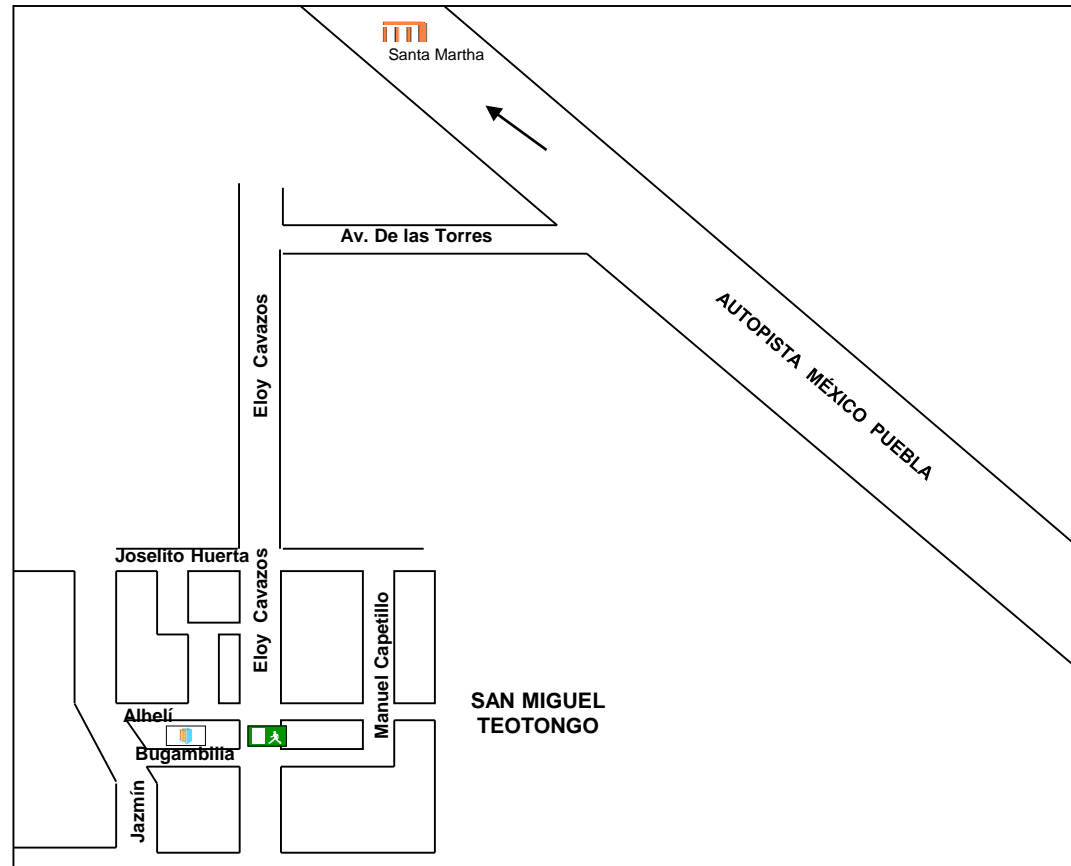 Santa Martha
Av. De las Torres
AUTOPISTA MÉXICO PUEBLA
Eloy Cavazos
Joselito Huerta
Eloy Cavazos
Manuel Capetillo
SAN MIGUEL
TEOTONGO
Alhelí
Bugambilia
Jazmín